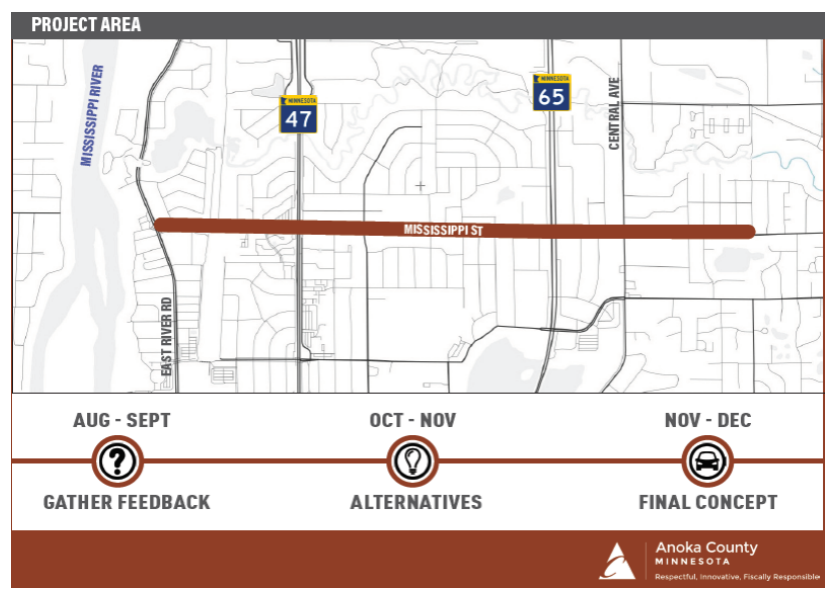 PROJECT AREA
MISSISSIPPI RIVER
MINNESOTA
47
MINNESOTA
65
CENTRAL AVE
MISSISSIPPI ST
EAST RIVER RD
AUG - SEPT
OCT - NOV
NOV - DEC
?
GATHER FEEDBACK
ALTERNATIVES
FINAL CONCEPT
Anoka County
MINNESOTA
Respectful, Innovative, Fiscally Responsible